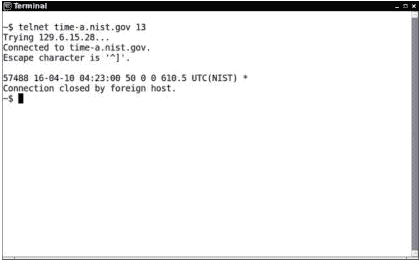 Terminal
~$ telnet time-a.nist.gov 13
Trying 129.6.15.28...
Connected to time-a.nist.gov.
Escape character is '^]'.
57488 16-04-10 04:23:00 50 0 0 610.5 UTC(NIST) *
Connection closed by foreign host.
~$